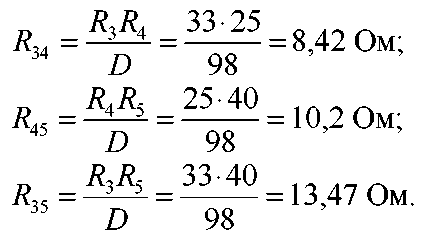 R₃₄ = R₃R₄/D = 33·25/98 = 8,42 Ом;
R₄₅ = R₄R₅/D = 25·40/98 = 10,2 Ом;
R₃₅ = R₃R₅/D = 33·40/98 = 13,47 Ом.